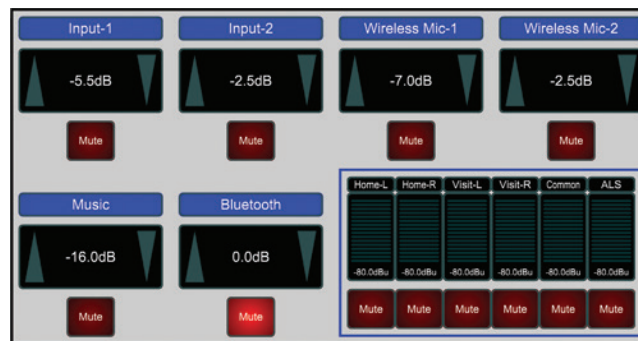 Input-1 Input-2 Wireless Mic-1 Wireless Mic-2
-5.5dB -2.5dB -7.0dB -2.5dB
Mute Mute Mute Mute
Music Bluetooth
-16.0dB 0.0dB
Mute Mute
Home-L Home-R Visit-L Visit-R Common ALS
-80.0dBu -80.0dBu -80.0dBu -80.0dBu -80.0dBu -80.0dBu
Mute Mute Mute Mute Mute Mute